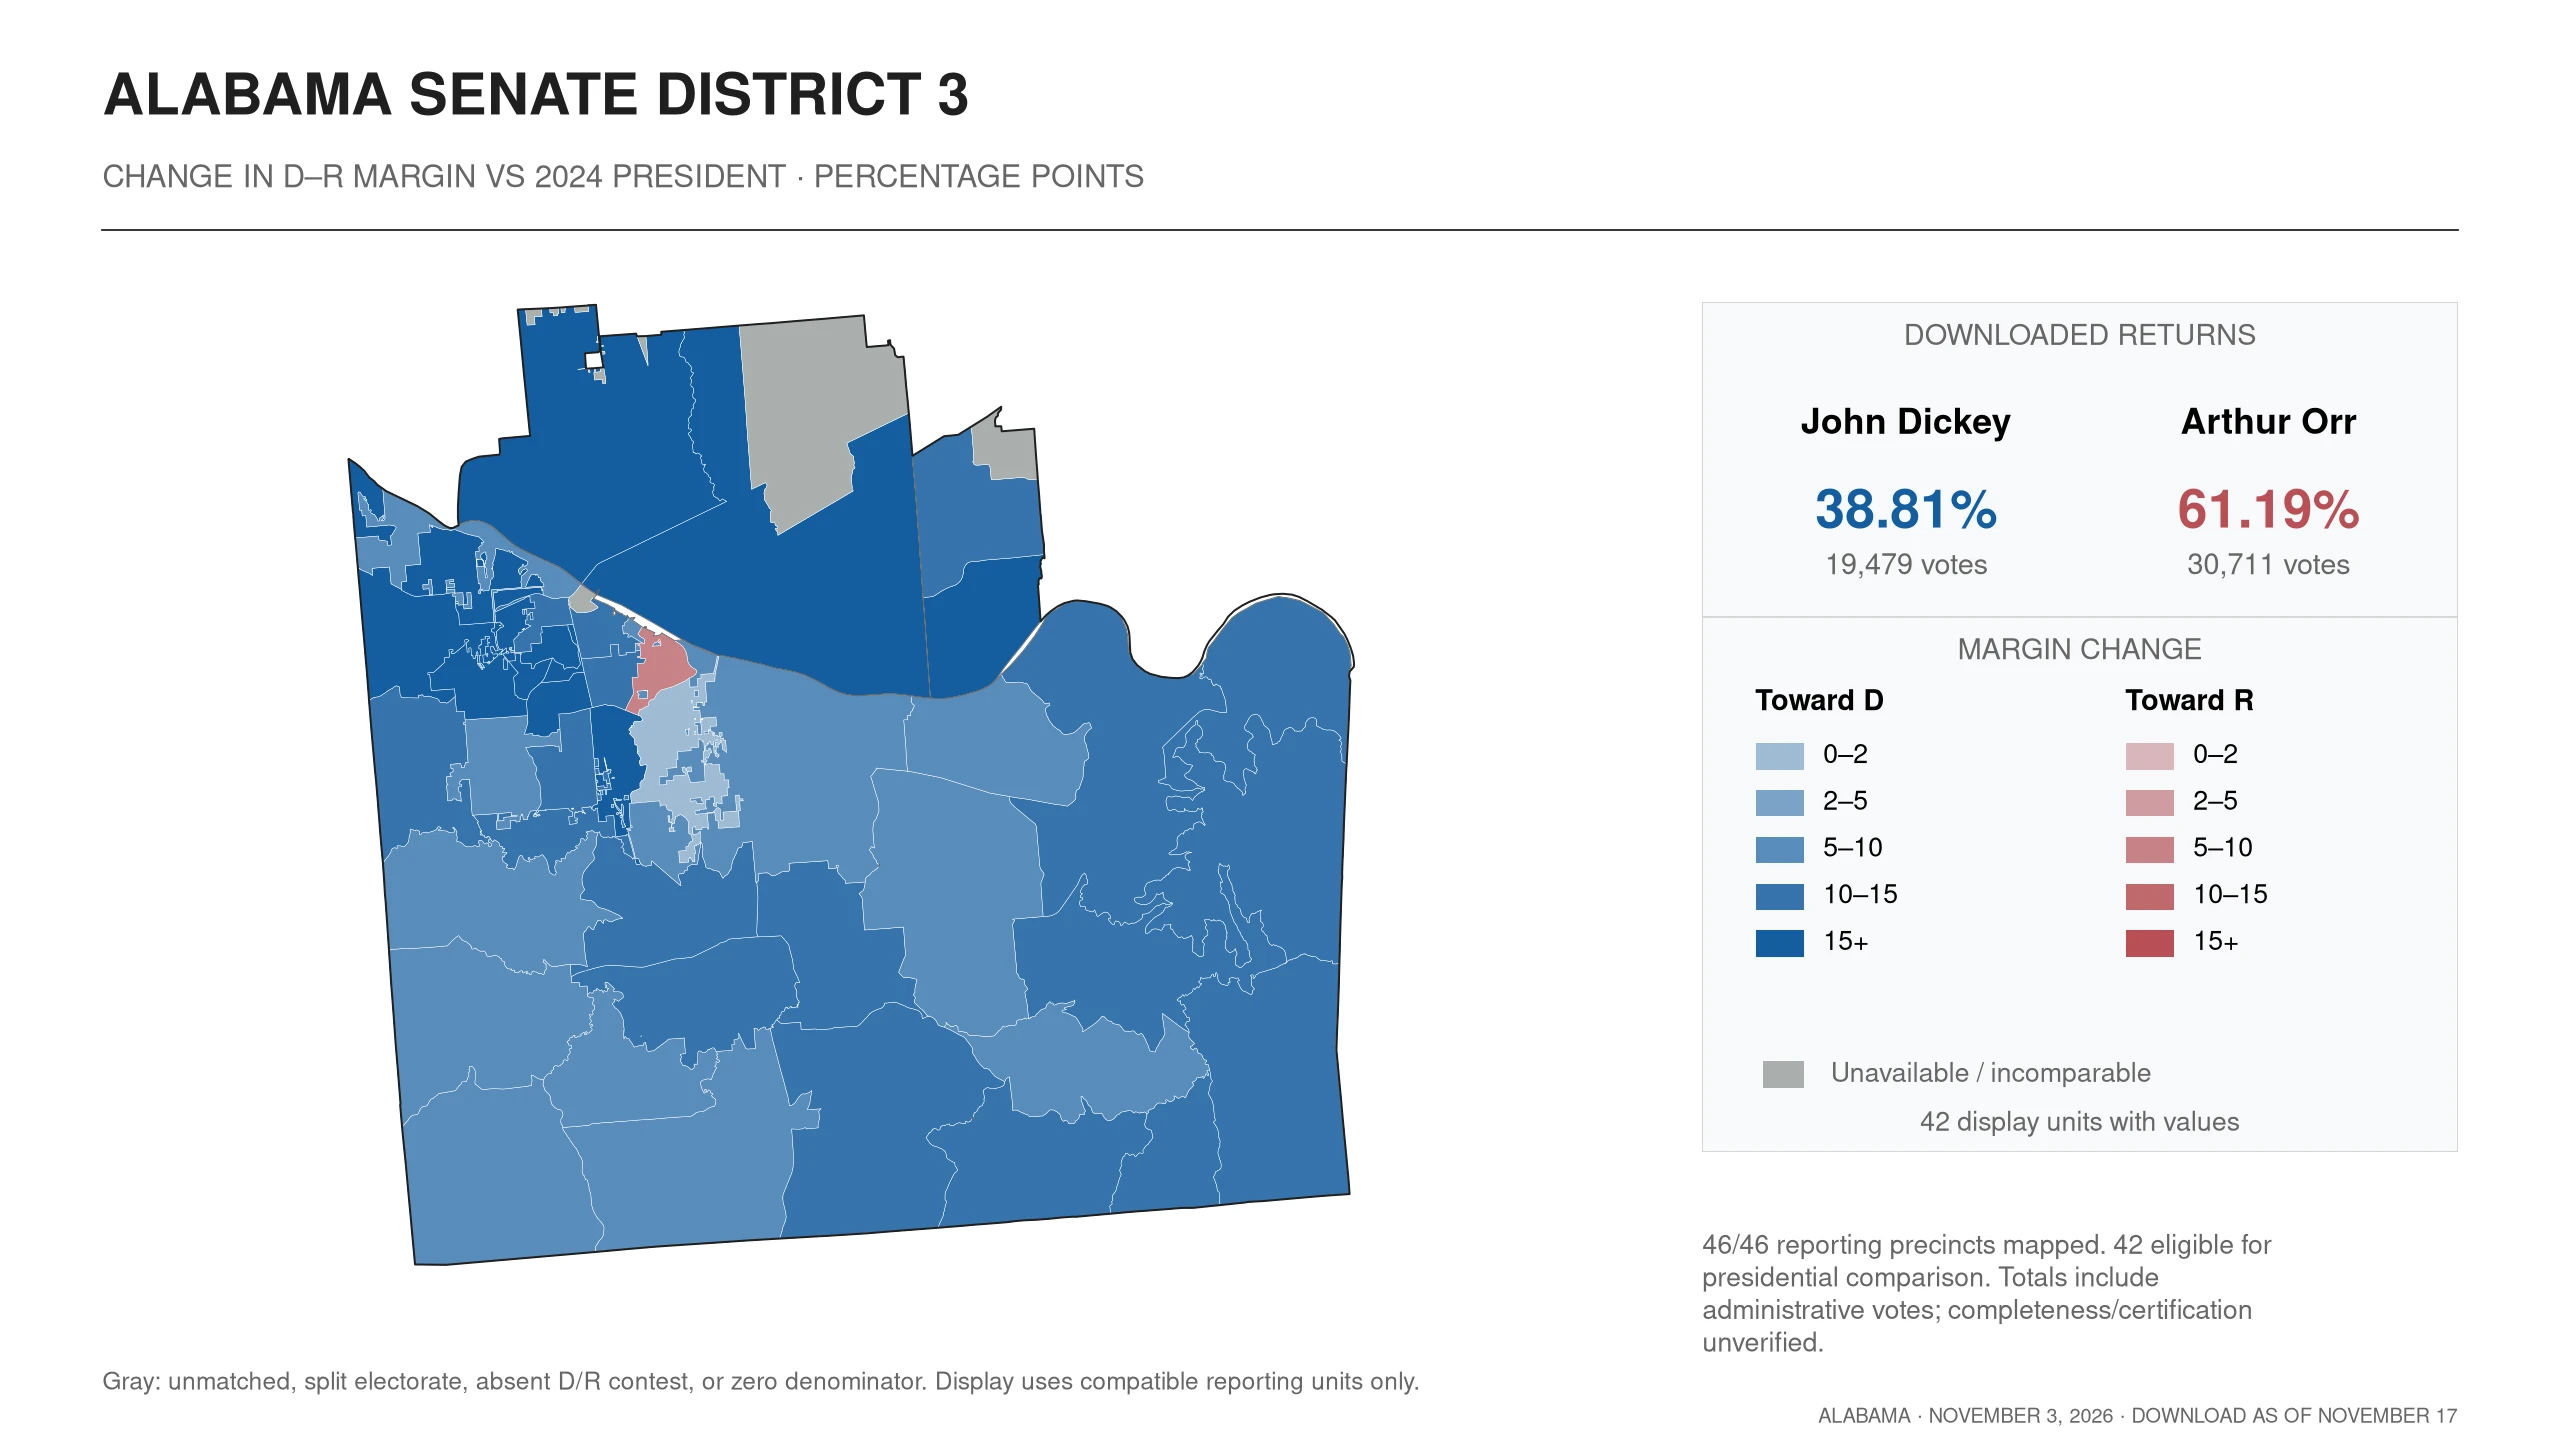 ALABAMA SENATE DISTRICT 3
CHANGE IN D–R MARGIN VS 2024 PRESIDENT · PERCENTAGE POINTS
DOWNLOADED RETURNS
John Dickey
Arthur Orr
38.81%
61.19%
19,479 votes
30,711 votes
MARGIN CHANGE
Toward D
Toward R
0–2
0–2
2–5
2–5
5–10
5–10
10–15
10–15
15+
15+
Unavailable / incomparable
42 display units with values
46/46 reporting precincts mapped. 42 eligible for
presidential comparison. Totals include
administrative votes; completeness/certification
unverified.
Gray: unmatched, split electorate, absent D/R contest, or zero denominator. Display uses compatible reporting units only.
ALABAMA · NOVEMBER 3, 2026 · DOWNLOAD AS OF NOVEMBER 17